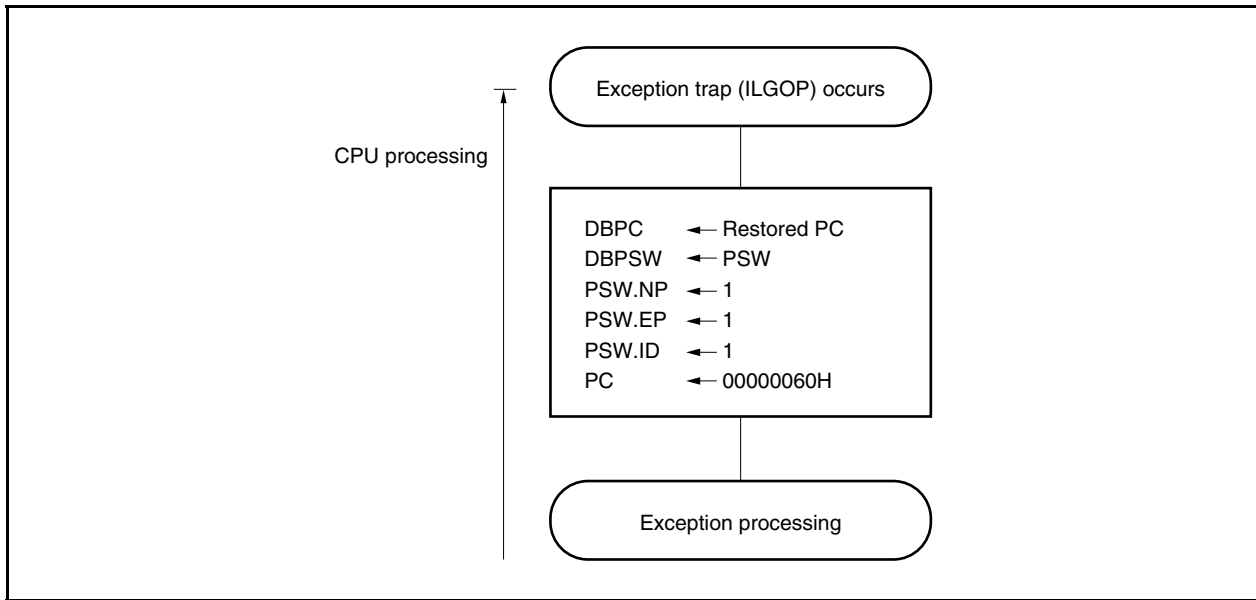 Exception trap (ILGOP) occurs
CPU processing
DBPC ← Restored PC
DBPSW ← PSW
PSW.NP ← 1
PSW.EP ← 1
PSW.ID ← 1
PC ← 00000060H
Exception processing